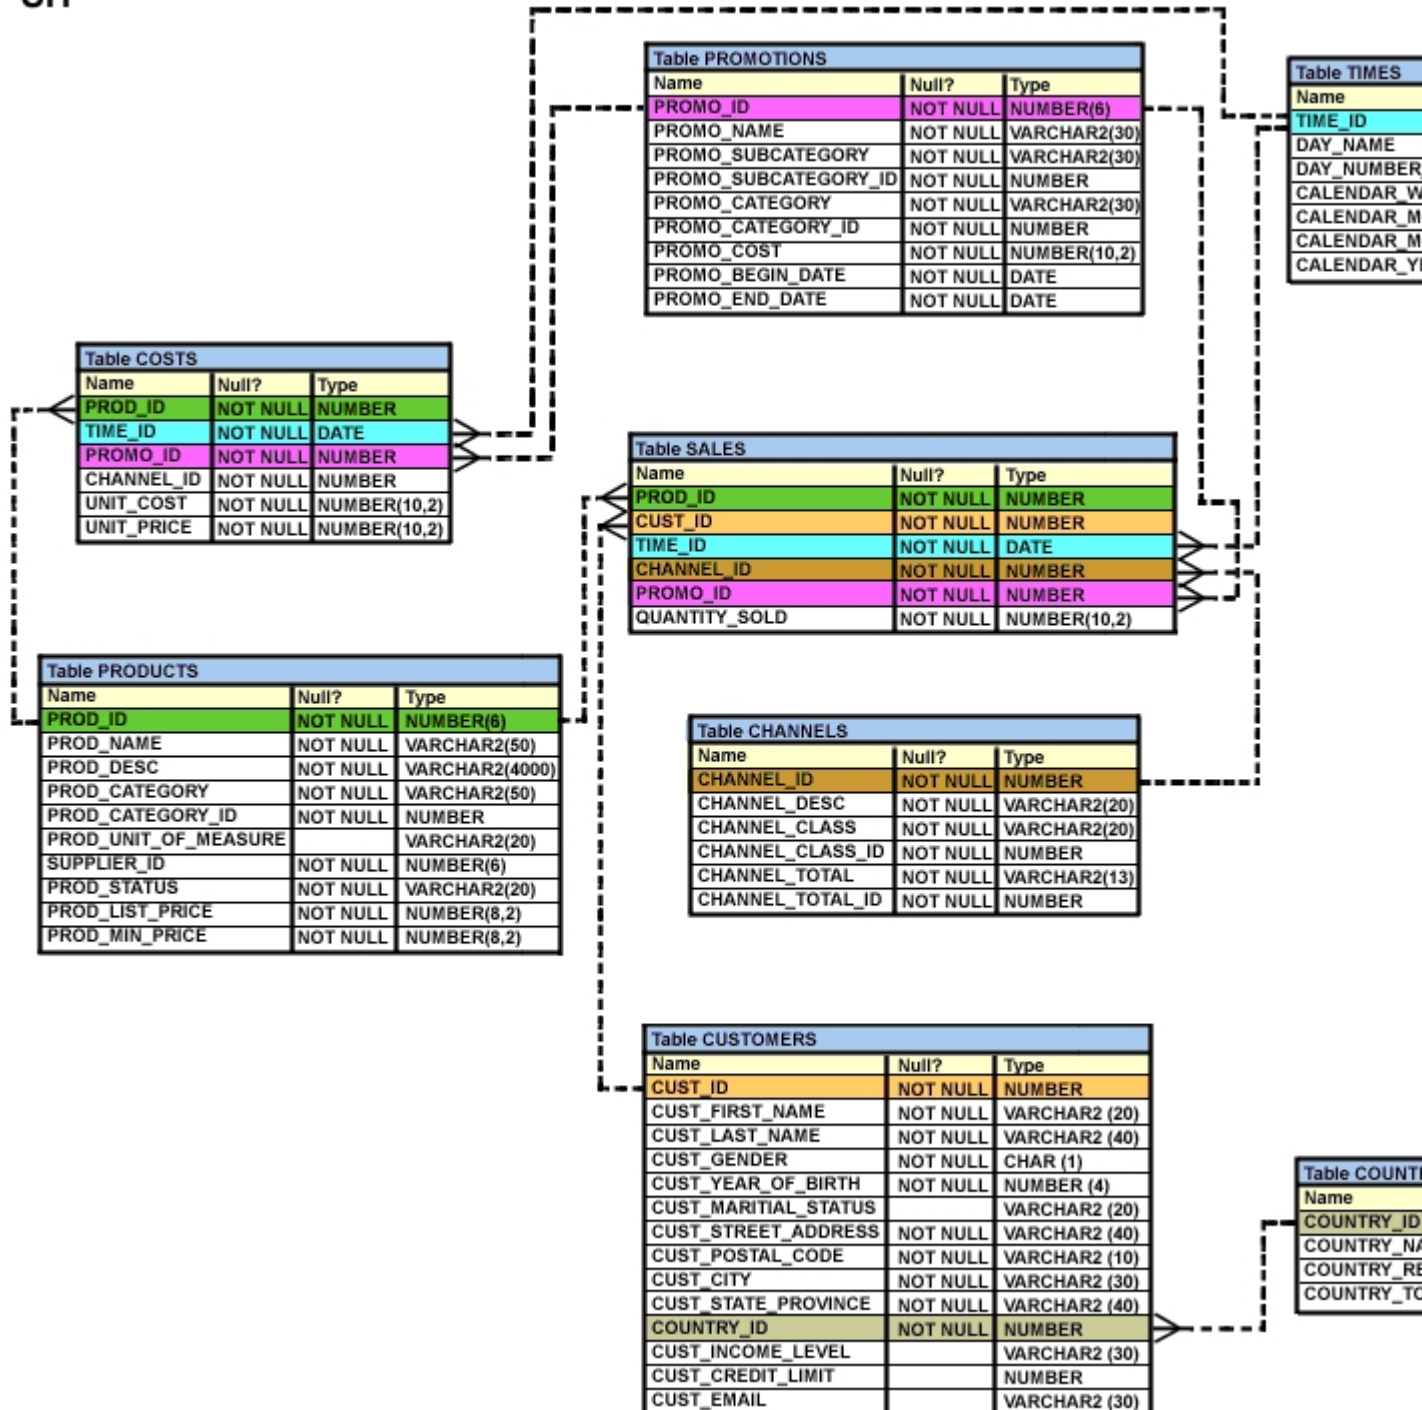 SH
Table PROMOTIONS
Name Null? Type
PROMO_ID NOT NULL NUMBER(6)
PROMO_NAME NOT NULL VARCHAR2(30)
PROMO_SUBCATEGORY NOT NULL VARCHAR2(30)
PROMO_SUBCATEGORY_ID NOT NULL NUMBER
PROMO_CATEGORY NOT NULL VARCHAR2(30)
PROMO_CATEGORY_ID NOT NULL NUMBER
PROMO_COST NOT NULL NUMBER(10,2)
PROMO_BEGIN_DATE NOT NULL DATE
PROMO_END_DATE NOT NULL DATE
Table TIMES
Name
TIME_ID
DAY_NAME
DAY_NUMBER_
CALENDAR_W
CALENDAR_M
CALENDAR_M
CALENDAR_Y
Table COSTS
Name Null? Type
PROD_ID NOT NULL NUMBER
TIME_ID NOT NULL DATE
PROMO_ID NOT NULL NUMBER
CHANNEL_ID NOT NULL NUMBER
UNIT_COST NOT NULL NUMBER(10,2)
UNIT_PRICE NOT NULL NUMBER(10,2)
Table SALES
Name Null? Type
PROD_ID NOT NULL NUMBER
CUST_ID NOT NULL NUMBER
TIME_ID NOT NULL DATE
CHANNEL_ID NOT NULL NUMBER
PROMO_ID NOT NULL NUMBER
QUANTITY_SOLD NOT NULL NUMBER(10,2)
Table PRODUCTS
Name Null? Type
PROD_ID NOT NULL NUMBER(6)
PROD_NAME NOT NULL VARCHAR2(50)
PROD_DESC NOT NULL VARCHAR2(4000)
PROD_CATEGORY NOT NULL VARCHAR2(50)
PROD_CATEGORY_ID NOT NULL NUMBER
PROD_UNIT_OF_MEASURE VARCHAR2(20)
SUPPLIER_ID NOT NULL NUMBER(6)
PROD_STATUS NOT NULL VARCHAR2(20)
PROD_LIST_PRICE NOT NULL NUMBER(8,2)
PROD_MIN_PRICE NOT NULL NUMBER(8,2)
Table CHANNELS
Name Null? Type
CHANNEL_ID NOT NULL NUMBER
CHANNEL_DESC NOT NULL VARCHAR2(20)
CHANNEL_CLASS NOT NULL VARCHAR2(20)
CHANNEL_CLASS_ID NOT NULL NUMBER
CHANNEL_TOTAL NOT NULL VARCHAR2(13)
CHANNEL_TOTAL_ID NOT NULL NUMBER
Table CUSTOMERS
Name Null? Type
CUST_ID NOT NULL NUMBER
CUST_FIRST_NAME NOT NULL VARCHAR2 (20)
CUST_LAST_NAME NOT NULL VARCHAR2 (40)
CUST_GENDER NOT NULL CHAR (1)
CUST_YEAR_OF_BIRTH NOT NULL NUMBER (4)
CUST_MARITIAL_STATUS VARCHAR2 (20)
CUST_STREET_ADDRESS NOT NULL VARCHAR2 (40)
CUST_POSTAL_CODE NOT NULL VARCHAR2 (10)
CUST_CITY NOT NULL VARCHAR2 (30)
CUST_STATE_PROVINCE NOT NULL VARCHAR2 (40)
COUNTRY_ID NOT NULL NUMBER
CUST_INCOME_LEVEL VARCHAR2 (30)
CUST_CREDIT_LIMIT NUMBER
CUST_EMAIL VARCHAR2 (30)
Table COUNT
Name
COUNTRY_ID
COUNTRY_NA
COUNTRY_RE
COUNTRY_TO